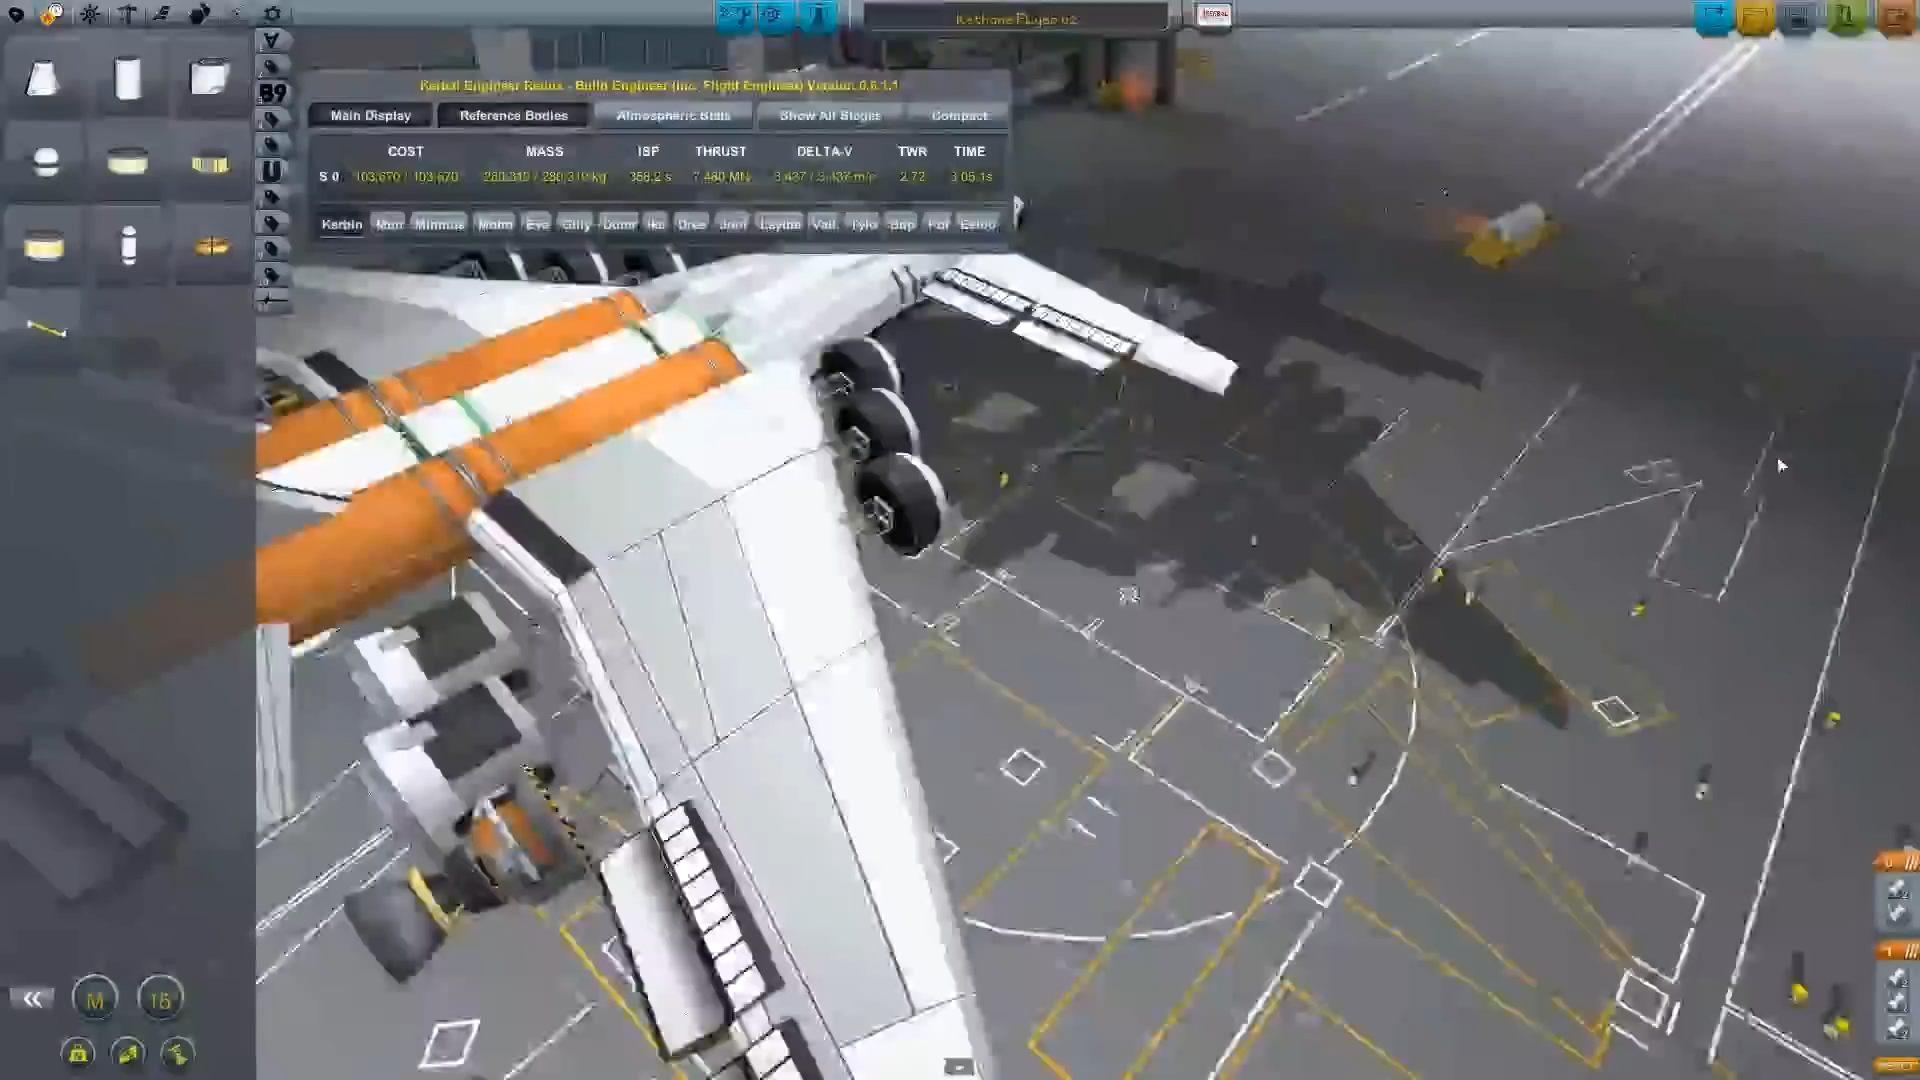 Kethane Flyer 02
Kerbal Engineer Redux - Build Engineer (inc. Flight Engineer) Version 0.6.1.1
Main Display Reference Bodies Atmospheric Stats Show All Stages Compact
COST MASS ISP THRUST DELTA-V TWR TIME
S 0 103,670 / 103,670 280,319 / 280,319 kg 358.2 s 7.480 MN 3,437 / 3,437 m/s 2.72 3:05.1s
Kerbin Mun Minmus Moho Eve Gilly Duna Ike Dres Jool Laythe Vall Tylo Bop Pol Eeloo
B9
M
15